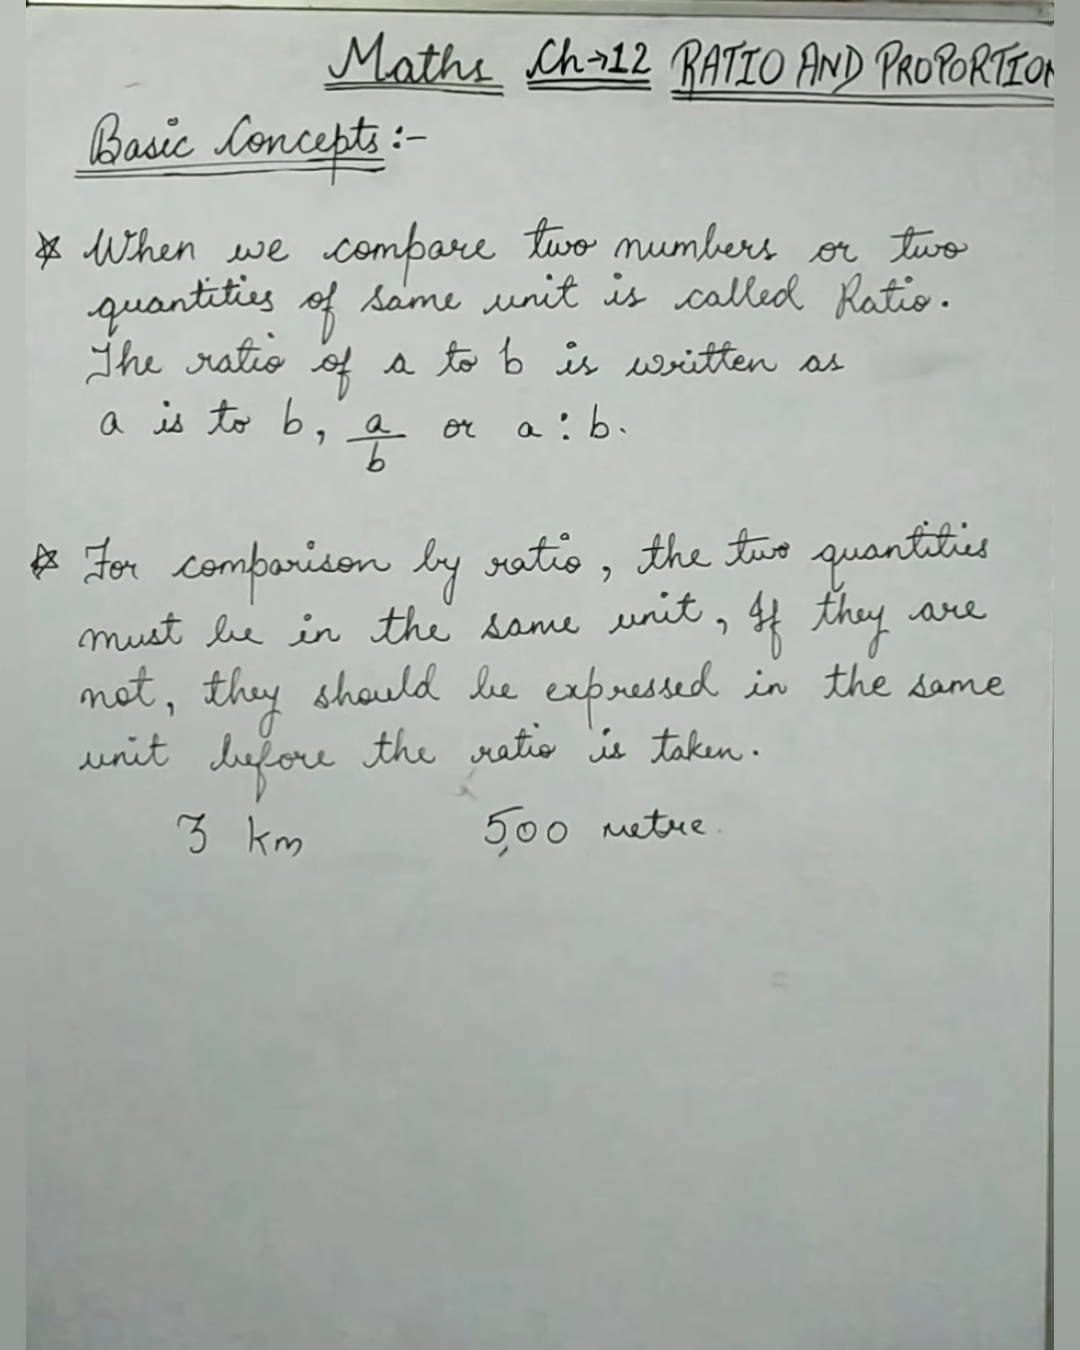 Maths Ch→12 RATIO AND PROPORTION
Basic Concepts :-
☆ When we compare two numbers or two
quantities of same unit is called Ratio.
The ratio of a to b is written as
a is to b, a/b or a : b.
☆ For comparison by ratio, the two quantities
must be in the same unit, If they are
not, they should be expressed in the same
unit before the ratio is taken.
3 km 500 metre